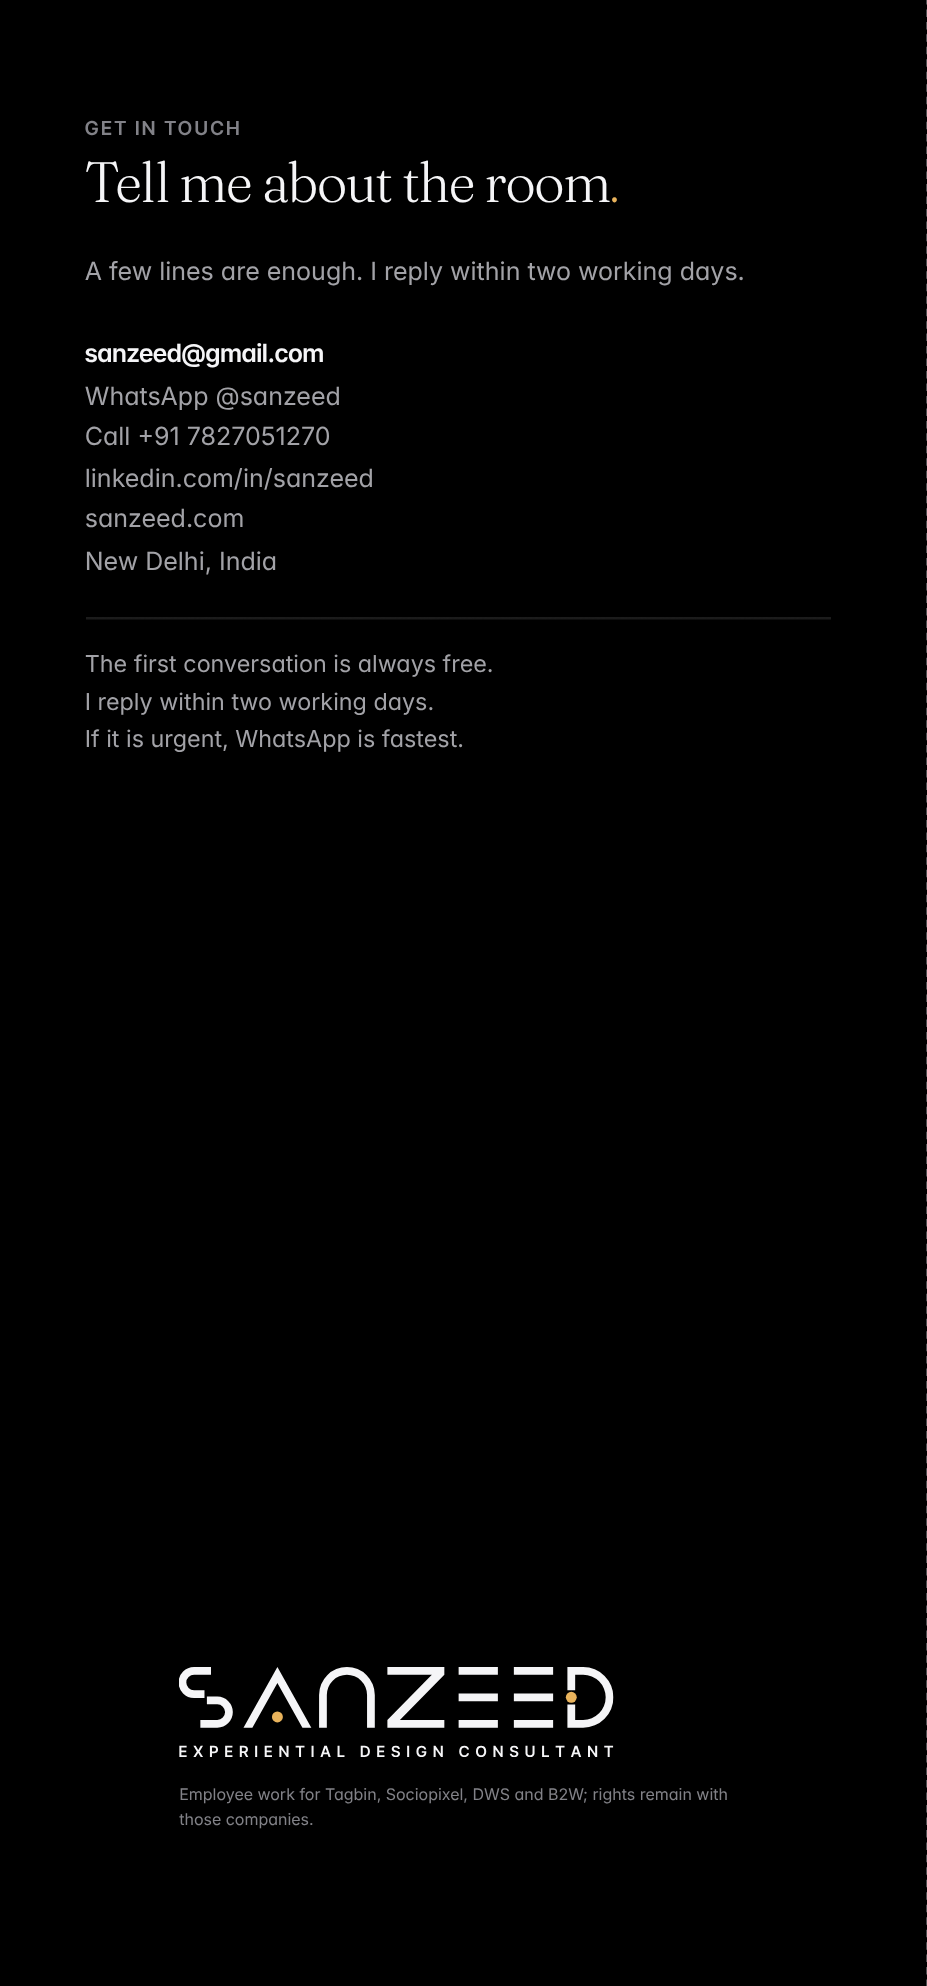 GET IN TOUCH
Tell me about the room.
A few lines are enough. I reply within two working days.
sanzeed@gmail.com
WhatsApp @sanzeed
Call +91 7827051270
linkedin.com/in/sanzeed
sanzeed.com
New Delhi, India
The first conversation is always free.
I reply within two working days.
If it is urgent, WhatsApp is fastest.
SANZEED
EXPERIENTIAL DESIGN CONSULTANT
Employee work for Tagbin, Sociopixel, DWS and B2W; rights remain with
those companies.